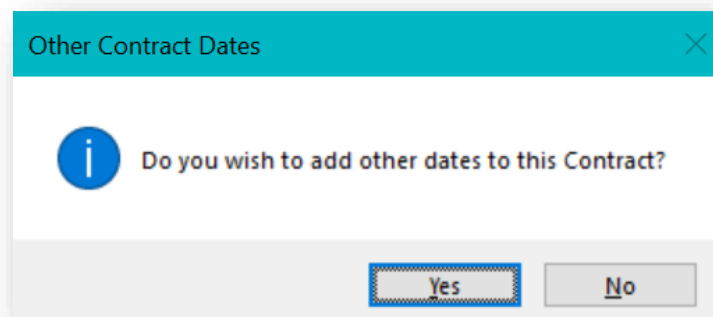 Other Contract Dates
Do you wish to add other dates to this Contract?
Yes
No